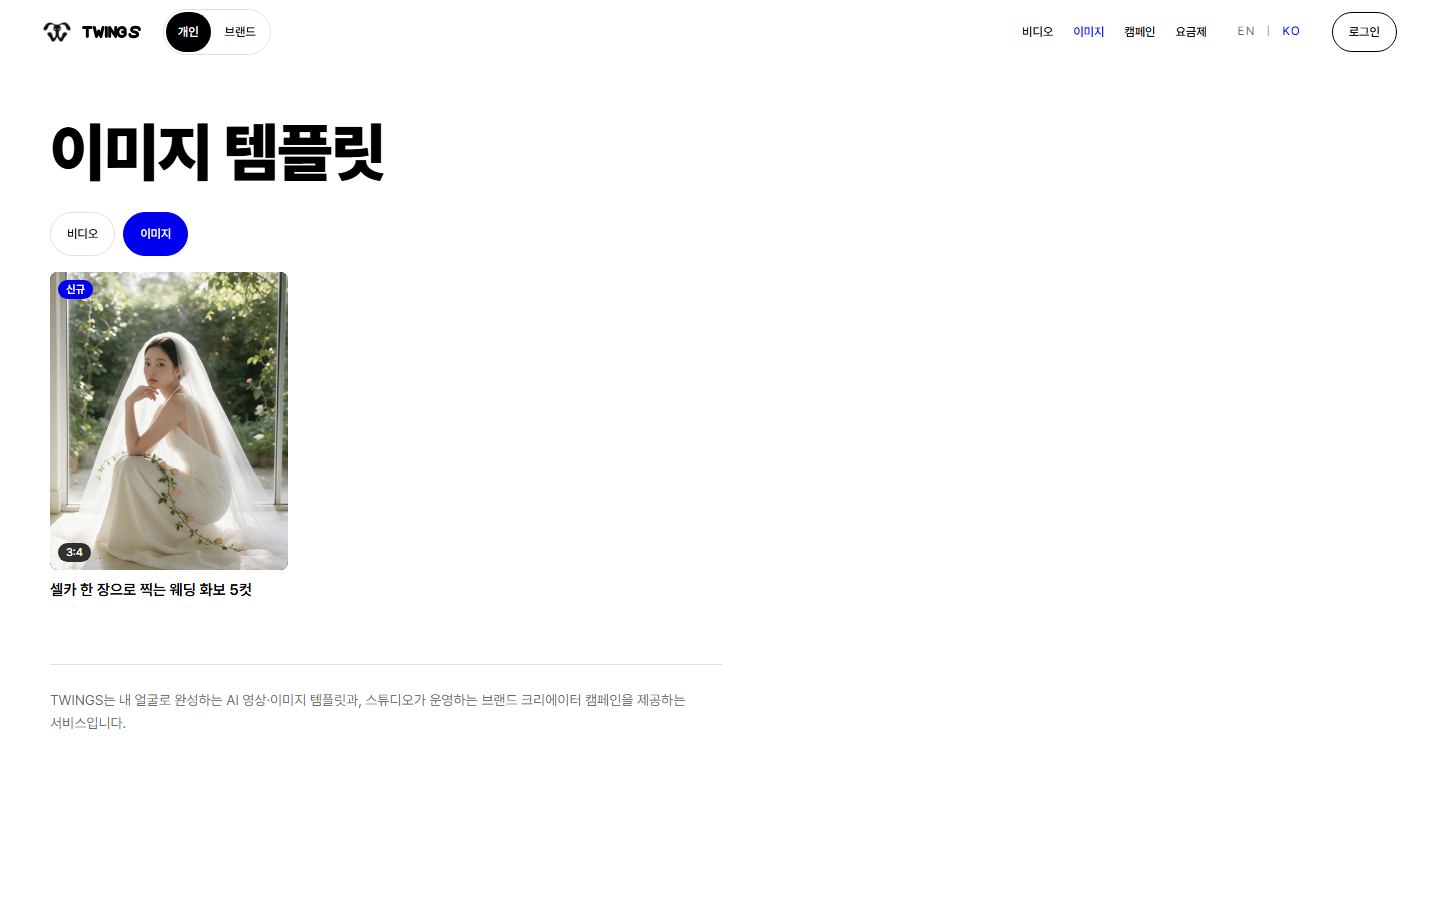 TWINGS
개인
브랜드
비디오
이미지
캠페인
요금제
EN | KO
로그인
이미지 템플릿
비디오
이미지
신규
3:4
셀카 한 장으로 찍는 웨딩 화보 5컷
TWINGS는 내 얼굴로 완성하는 AI 영상·이미지 템플릿과, 스튜디오가 운영하는 브랜드 크리에이터 캠페인을 제공하는
서비스입니다.